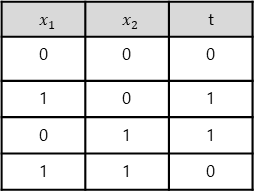 x₁ x₂ t
0 0 0
1 0 1
0 1 1
1 1 0